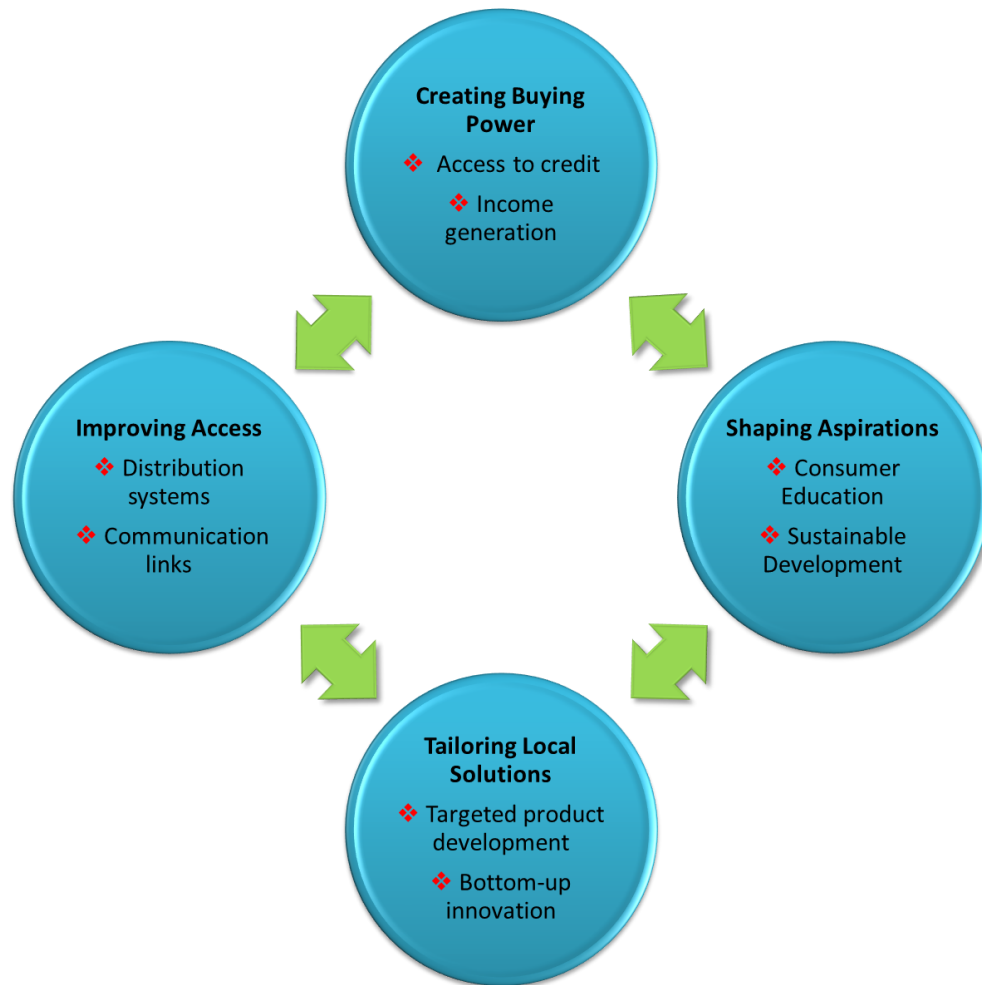 Creating Buying
Power
❖ Access to credit
❖ Income
generation
Improving Access
❖ Distribution
systems
❖ Communication
links
Shaping Aspirations
❖ Consumer
Education
❖ Sustainable
Development
Tailoring Local
Solutions
❖ Targeted product
development
❖ Bottom-up
innovation